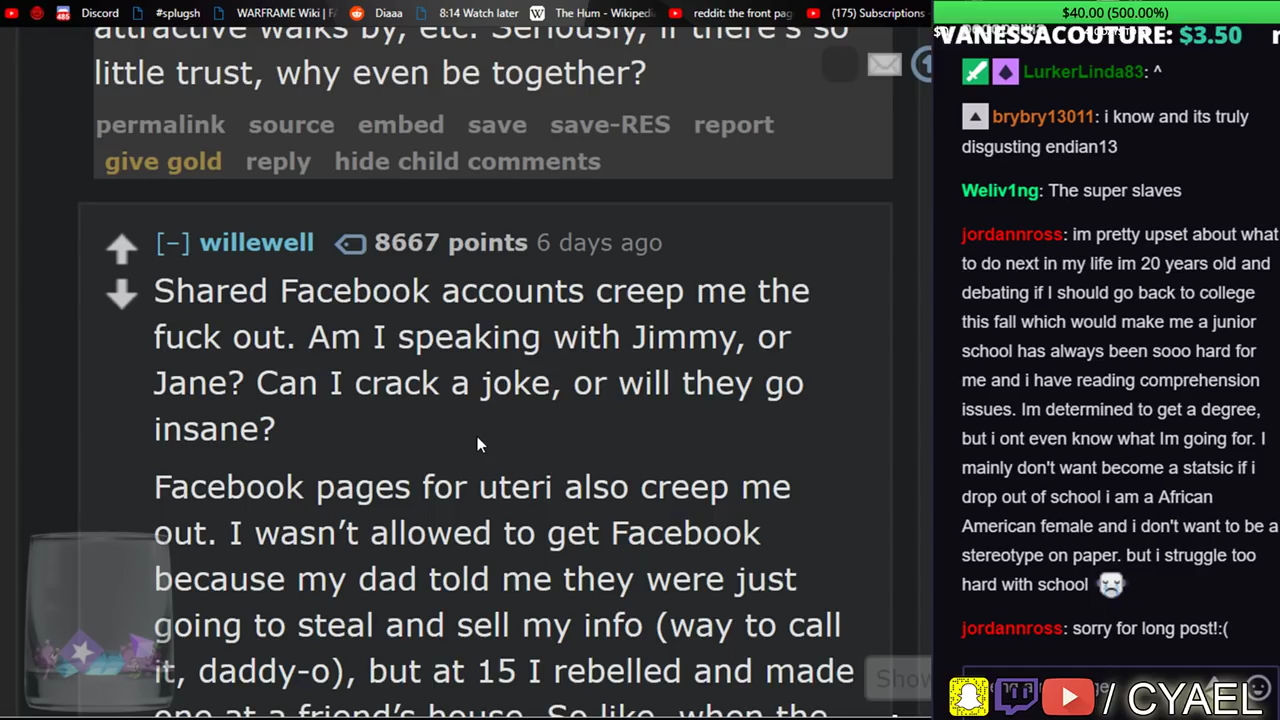 Discord
#splugsh
WARFRAME Wiki | FA
Diaaa
8:14 Watch later
The Hum - Wikiped
reddit: the front pag
(175) Subscriptions
$40.00 (500.00%)
VANESSACOUTURE: $3.50
attractive walks by, etc. Seriously, if there's so
little trust, why even be together?
permalink source embed save save-RES report
give gold reply hide child comments
[−] willewell 8667 points 6 days ago
Shared Facebook accounts creep me the
fuck out. Am I speaking with Jimmy, or
Jane? Can I crack a joke, or will they go
insane?
Facebook pages for uteri also creep me
out. I wasn't allowed to get Facebook
because my dad told me they were just
going to steal and sell my info (way to call
it, daddy-o), but at 15 I rebelled and made
one at a friend's house. So like, when the
Show
LurkerLinda83: ^
brybry13011: i know and its truly
disgusting endian13
Weliv1ng: The super slaves
jordannross: im pretty upset about what
to do next in my life im 20 years old and
debating if I should go back to college
this fall which would make me a junior
school has always been sooo hard for
me and i have reading comprehension
issues. Im determined to get a degree,
but i ont even know what Im going for. I
mainly don't want become a statsic if i
drop out of school i am a African
American female and i don't want to be a
stereotype on paper. but i struggle too
hard with school
jordannross: sorry for long post!:(
/ CYAEL